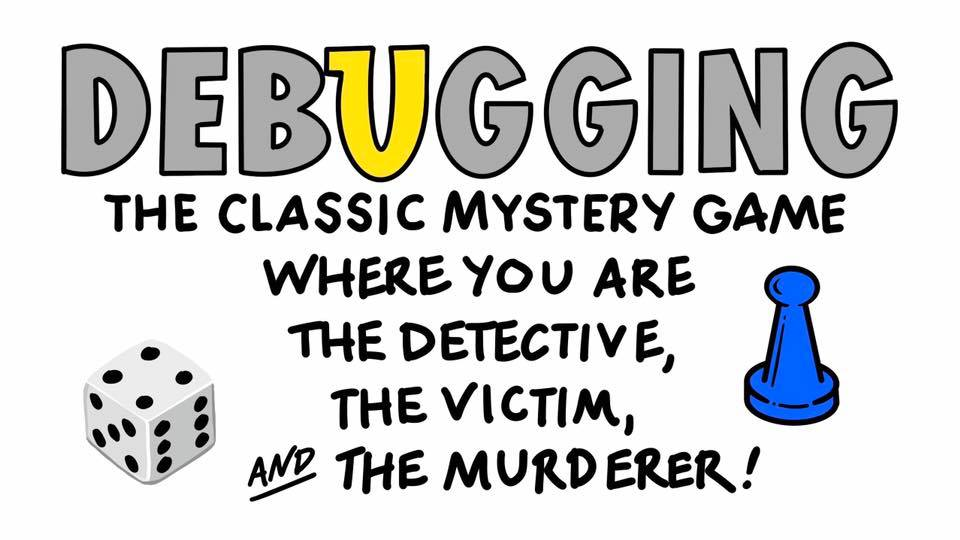 DEBUGGING
THE CLASSIC MYSTERY GAME
WHERE YOU ARE
THE DETECTIVE,
THE VICTIM,
AND THE MURDERER!